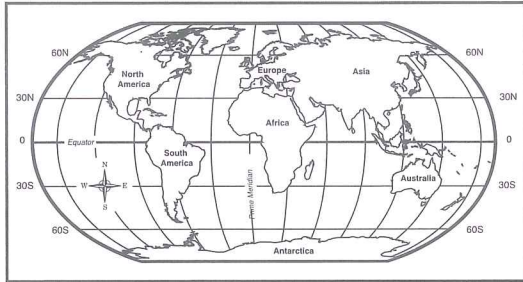 60N
60N
North
America
Europe
Asia
30N
30N
Africa
0
Equator
0
South
America
N
W
E
S
Prime Meridian
Australia
30S
30S
60S
60S
Antarctica